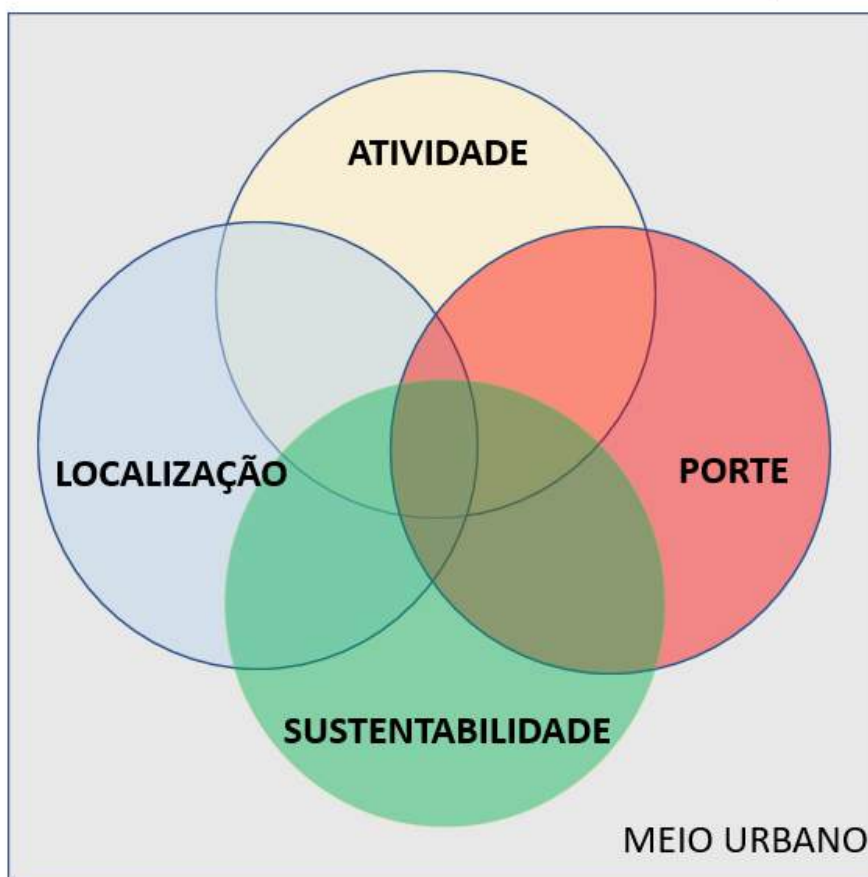 ATIVIDADE
LOCALIZAÇÃO
PORTE
SUSTENTABILIDADE
MEIO URBANO